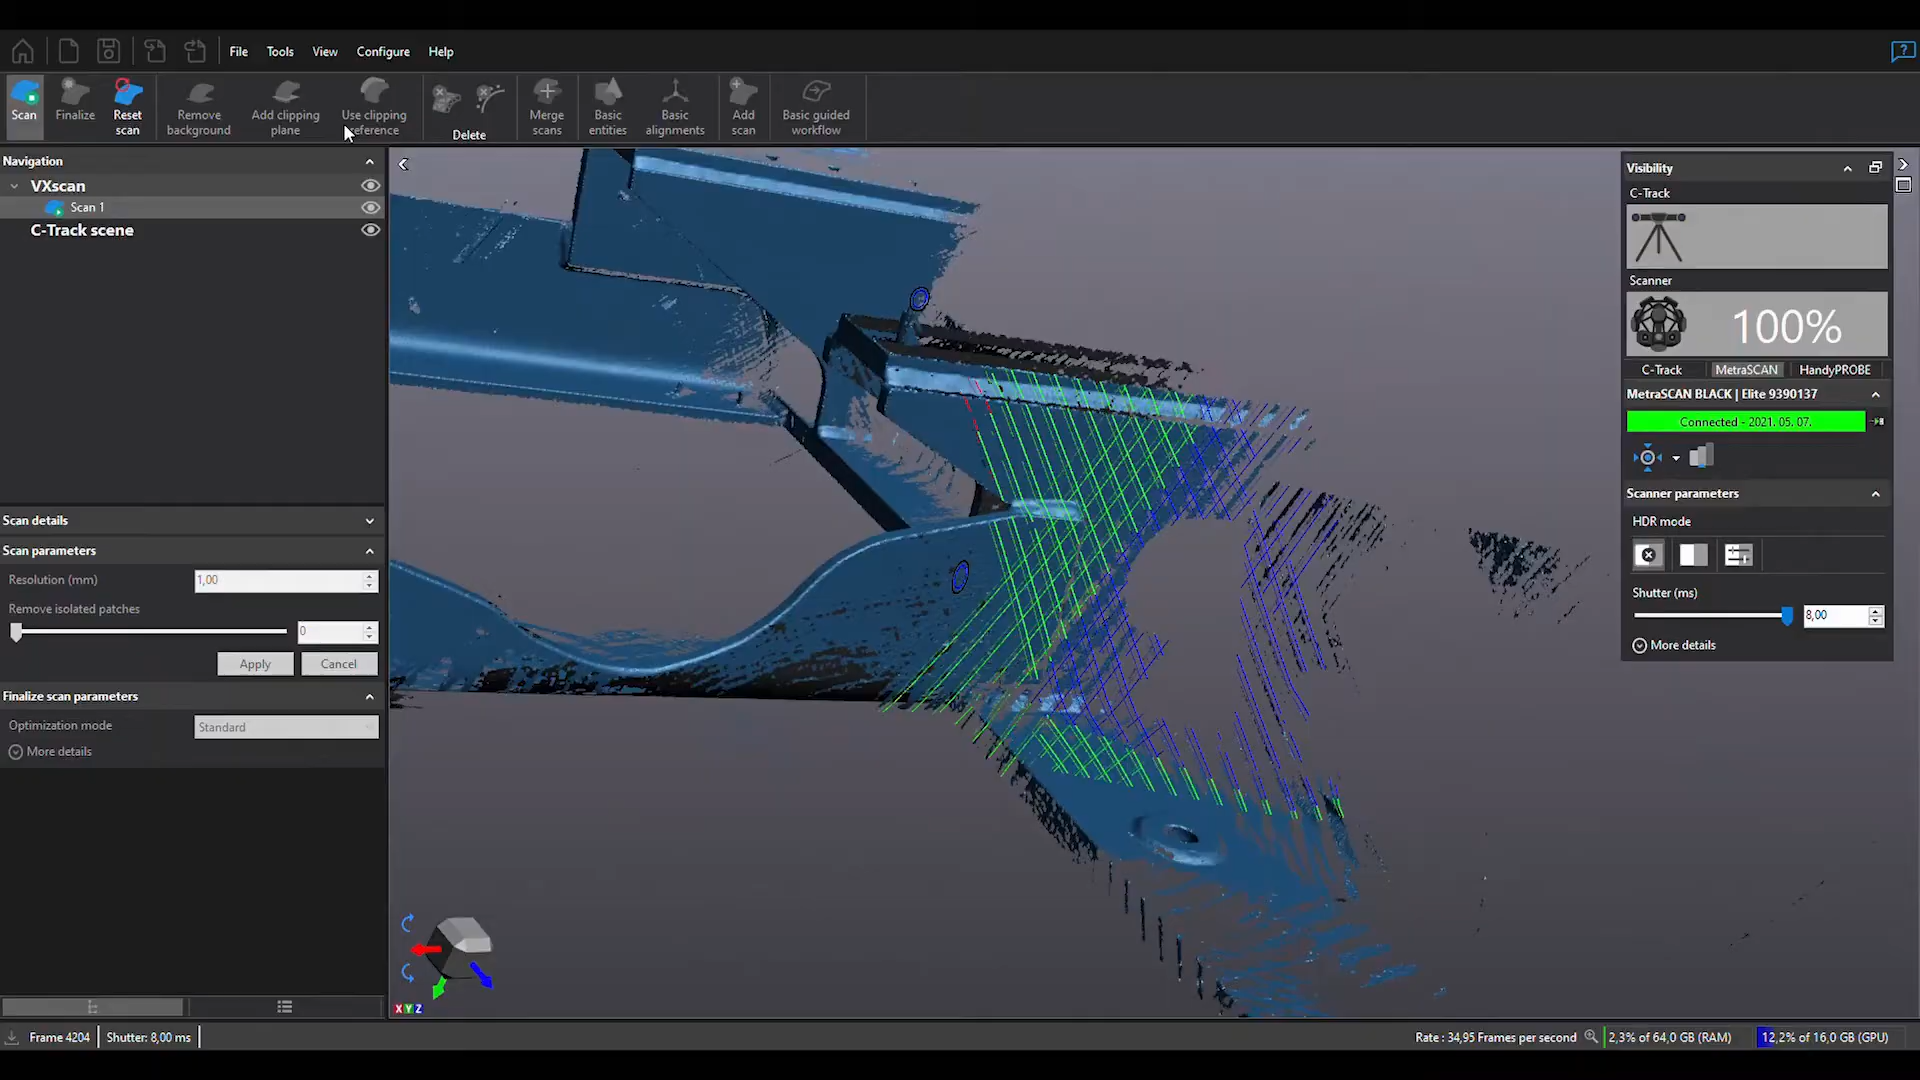 File Tools View Configure Help
Scan
Finalize
Reset scan
Remove background
Add clipping plane
Use clipping reference
Delete
Merge scans
Basic entities
Basic alignments
Add scan
Basic guided workflow
Navigation
VXscan
Scan 1
C-Track scene
Scan details
Scan parameters
Resolution (mm) 1,00
Remove isolated patches
0
Apply Cancel
Finalize scan parameters
Optimization mode Standard
More details
Visibility
C-Track
Scanner
100%
C-Track MetraSCAN HandyPROBE
MetraSCAN BLACK | Elite 9390137
Connected - 2021. 05. 07.
Scanner parameters
HDR mode
Shutter (ms)
8,00
More details
X Y Z
Frame 4204 Shutter: 8,00 ms Rate : 34,95 Frames per second 2,3% of 64,0 GB (RAM) 12,2% of 16,0 GB (GPU)